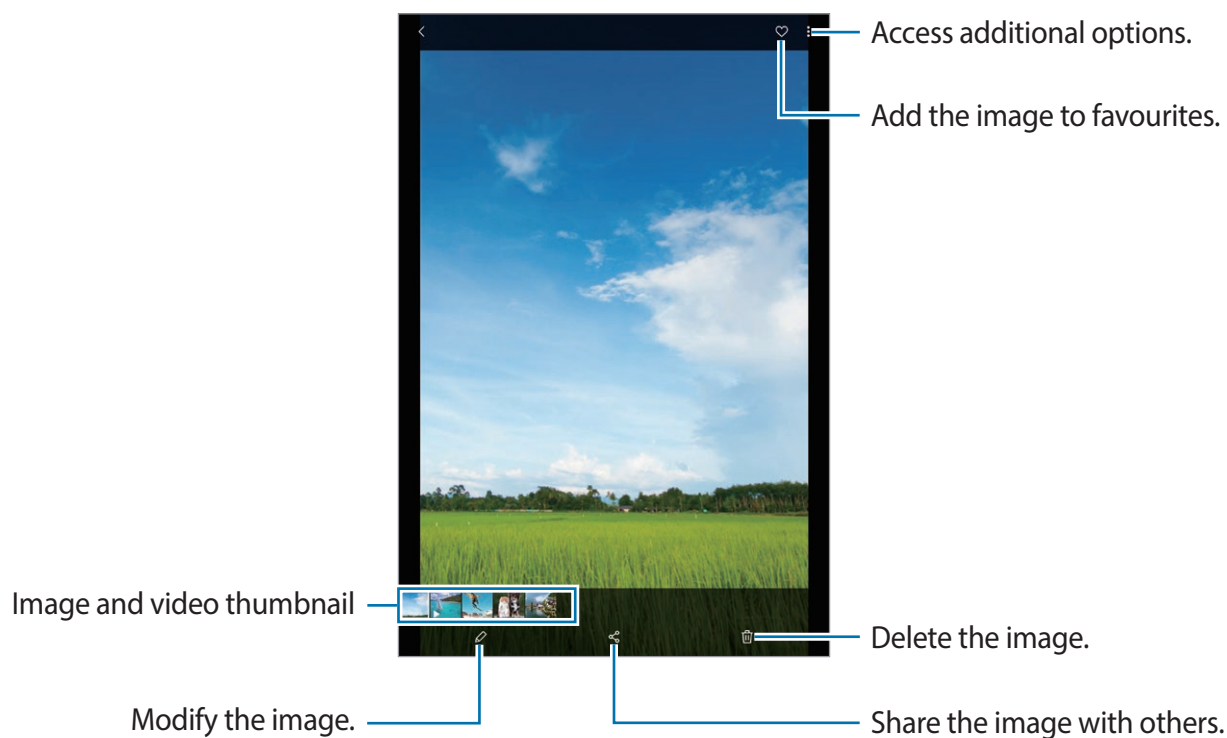 Access additional options.
Add the image to favourites.
Image and video thumbnail
Delete the image.
Modify the image.
Share the image with others.